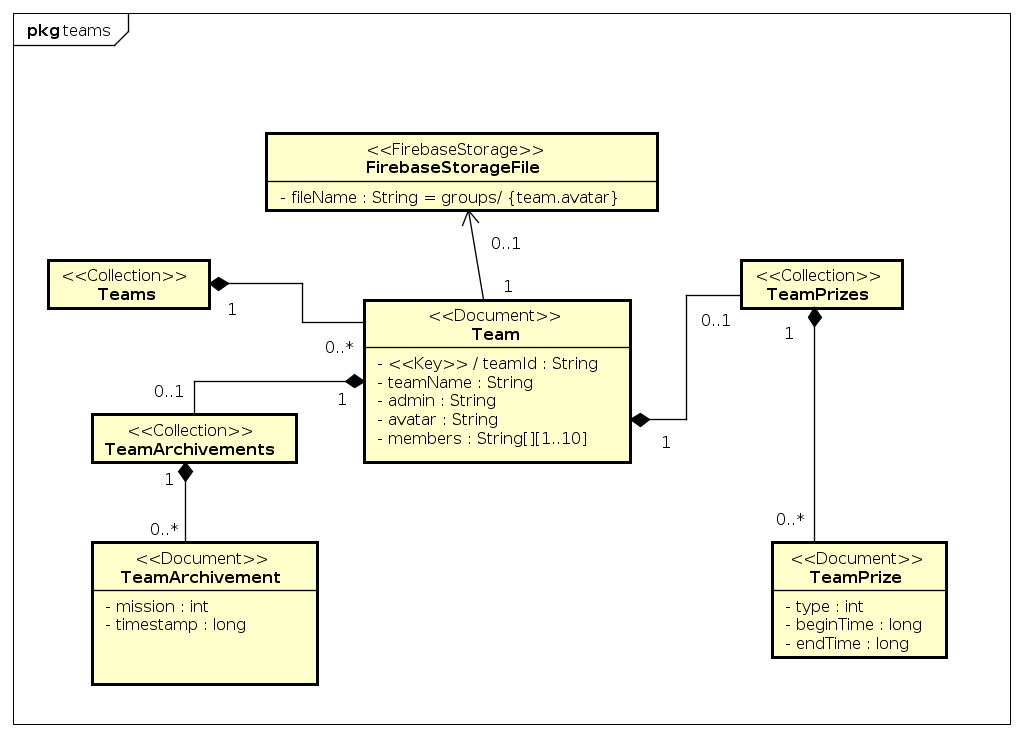 pkg teams
<<FirebaseStorage>>
FirebaseStorageFile
- fileName : String = groups/ {team.avatar}
0..1
1
<<Collection>>
Teams
1
0..*
<<Document>>
Team
- <<Key>> / teamId : String
- teamName : String
- admin : String
- avatar : String
- members : String[][1..10]
<<Collection>>
TeamPrizes
0..1
1
1
0..1
1
<<Collection>>
TeamArchivements
1
0..*
<<Document>>
TeamArchivement
- mission : int
- timestamp : long
0..*
<<Document>>
TeamPrize
- type : int
- beginTime : long
- endTime : long